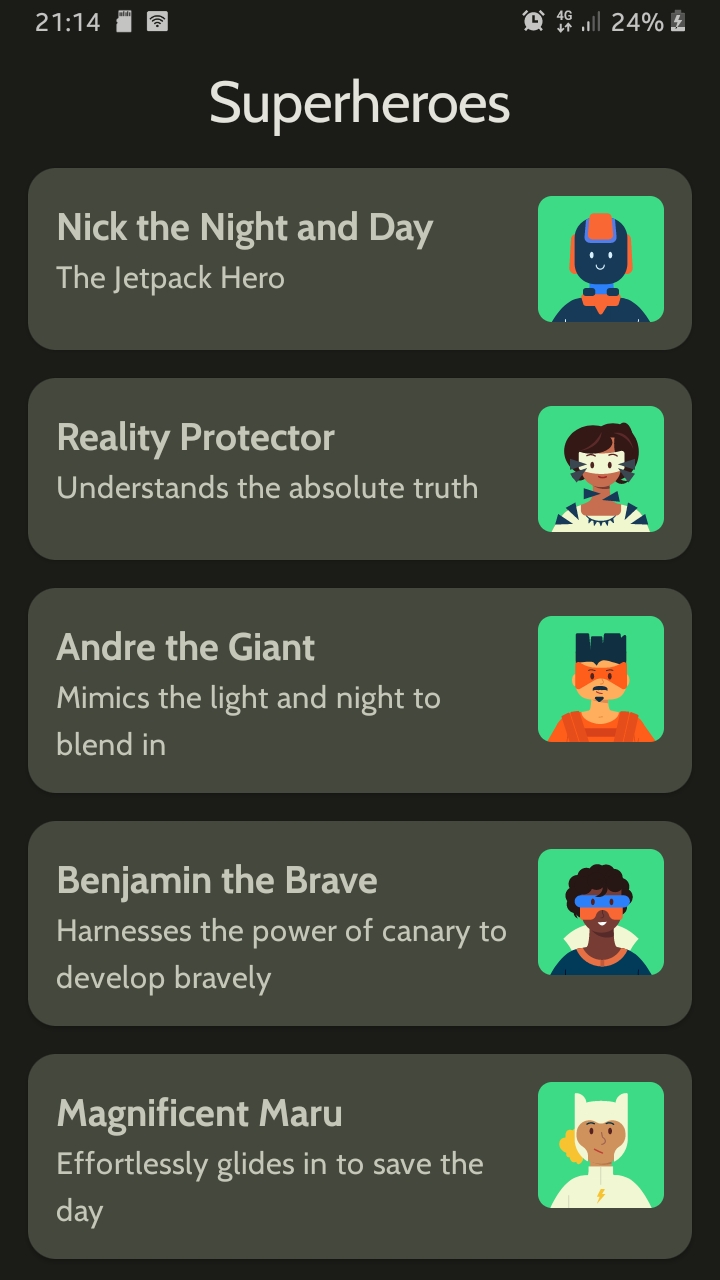 21:14 4G 24%
Superheroes
Nick the Night and Day
The Jetpack Hero
Reality Protector
Understands the absolute truth
Andre the Giant
Mimics the light and night to
blend in
Benjamin the Brave
Harnesses the power of canary to
develop bravely
Magnificent Maru
Effortlessly glides in to save the
day